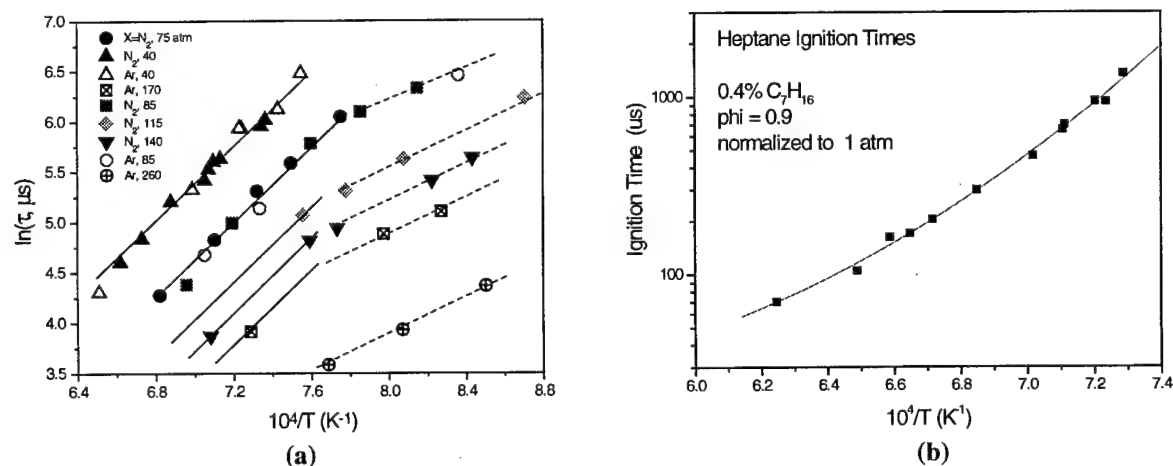 7.0
6.5
6.0
5.5
5.0
4.5
4.0
3.5
ln(τ, µs)
X=N₂, 75 atm
N₂, 40
Ar, 40
Ar, 170
N₂, 85
N₂, 115
N₂, 140
Ar, 85
Ar, 260
6.4 6.8 7.2 7.6 8.0 8.4 8.8
10⁴/T (K⁻¹)
(a)
Heptane Ignition Times
0.4% C₇H₁₆
phi = 0.9
normalized to 1 atm
1000
100
Ignition Time (us)
6.0 6.2 6.4 6.6 6.8 7.0 7.2 7.4
10⁴/T (K⁻¹)
(b)